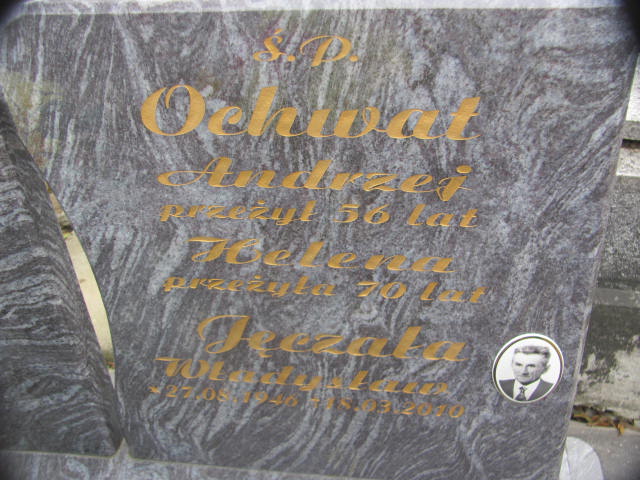 Ś.P.
Ochwat
Andrzej
przeżył 56 lat
Helena
przeżyła 70 lat
Jęczała
Władysław
*27.08.1946 -18.03.2010